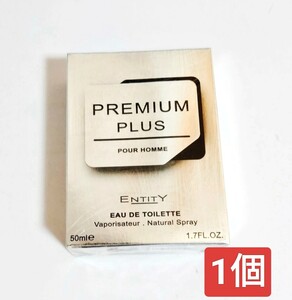 PREMIUM
PLUS
POUR HOMME
ENTITY
EAU DE TOILETTE
Vaporisateur . Natural Spray
50ml℮ 1.7FL.OZ.
1個